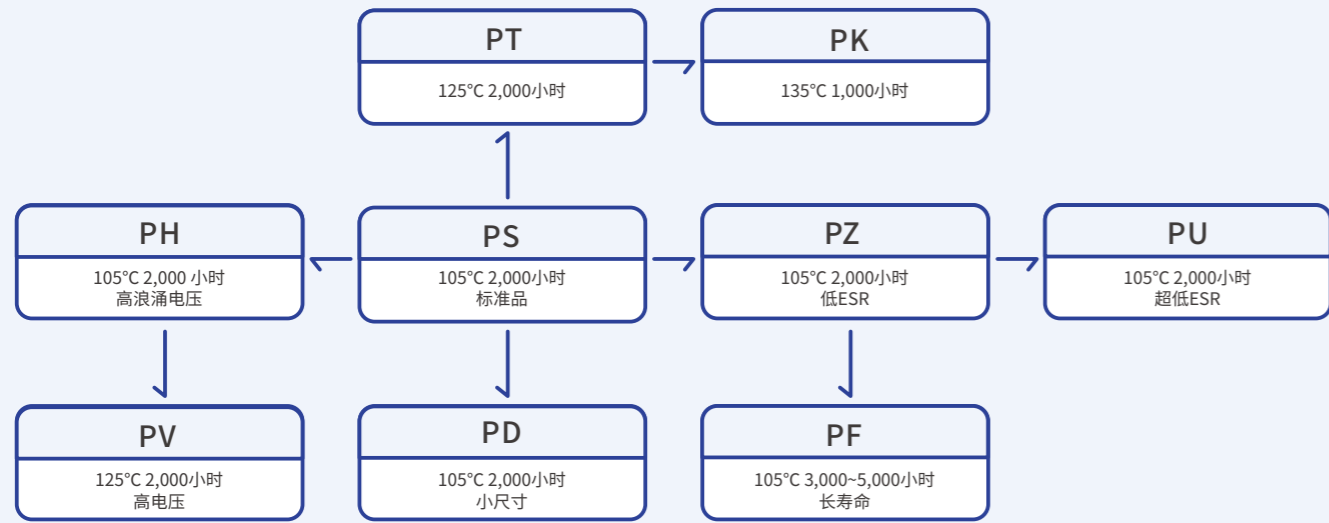 PT
125℃ 2,000小时
PK
135℃ 1,000小时
PH
105℃ 2,000 小时
高浪涌电压
PS
105℃ 2,000小时
标准品
PZ
105℃ 2,000小时
低ESR
PU
105℃ 2,000小时
超低ESR
PV
125℃ 2,000小时
高电压
PD
105℃ 2,000小时
小尺寸
PF
105℃ 3,000~5,000小时
长寿命